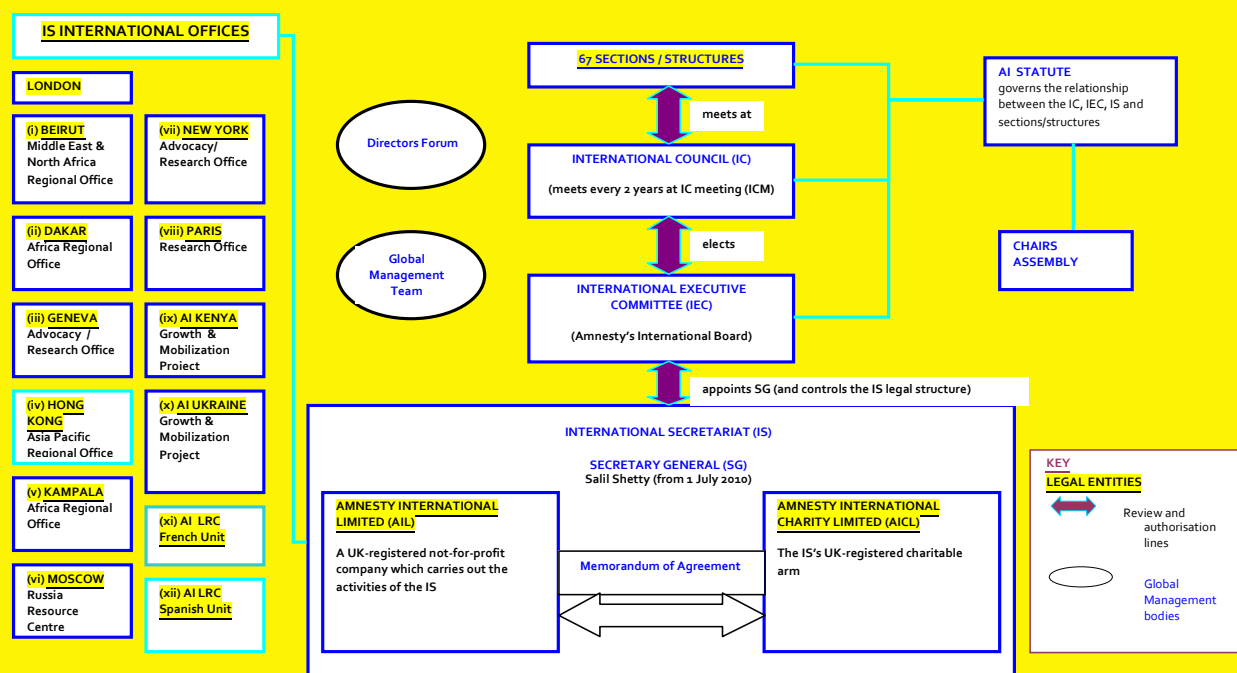 IS INTERNATIONAL OFFICES
LONDON
(i) BEIRUT
Middle East &
North Africa
Regional Office
(ii) DAKAR
Africa Regional
Office
(iii) GENEVA
Advocacy /
Research Office
(iv) HONG
KONG
Asia Pacific
Regional Office
(v) KAMPALA
Africa Regional
Office
(vi) MOSCOW
Russia
Resource
Centre
(vii) NEW YORK
Advocacy/
Research Office
(viii) PARIS
Research Office
(ix) AI KENYA
Growth &
Mobilization
Project
(x) AI UKRAINE
Growth &
Mobilization
Project
(xi) AI LRC
French Unit
(xii) AI LRC
Spanish Unit
Directors Forum
Global
Management
Team
67 SECTIONS / STRUCTURES
meets at
INTERNATIONAL COUNCIL (IC)
(meets every 2 years at IC meeting (ICM)
elects
INTERNATIONAL EXECUTIVE
COMMITTEE (IEC)
(Amnesty's International Board)
appoints SG (and controls the IS legal structure)
INTERNATIONAL SECRETARIAT (IS)
SECRETARY GENERAL (SG)
Salil Shetty (from 1 July 2010)
AMNESTY INTERNATIONAL
LIMITED (AIL)
A UK-registered not-for-profit
company which carries out the
activities of the IS
Memorandum of Agreement
AMNESTY INTERNATIONAL
CHARITY LIMITED (AICL)
The IS's UK-registered charitable
arm
AI STATUTE
governs the relationship
between the IC, IEC, IS and
sections/structures
CHAIRS
ASSEMBLY
KEY
LEGAL ENTITIES
Review and
authorisation
lines
Global
Management
bodies